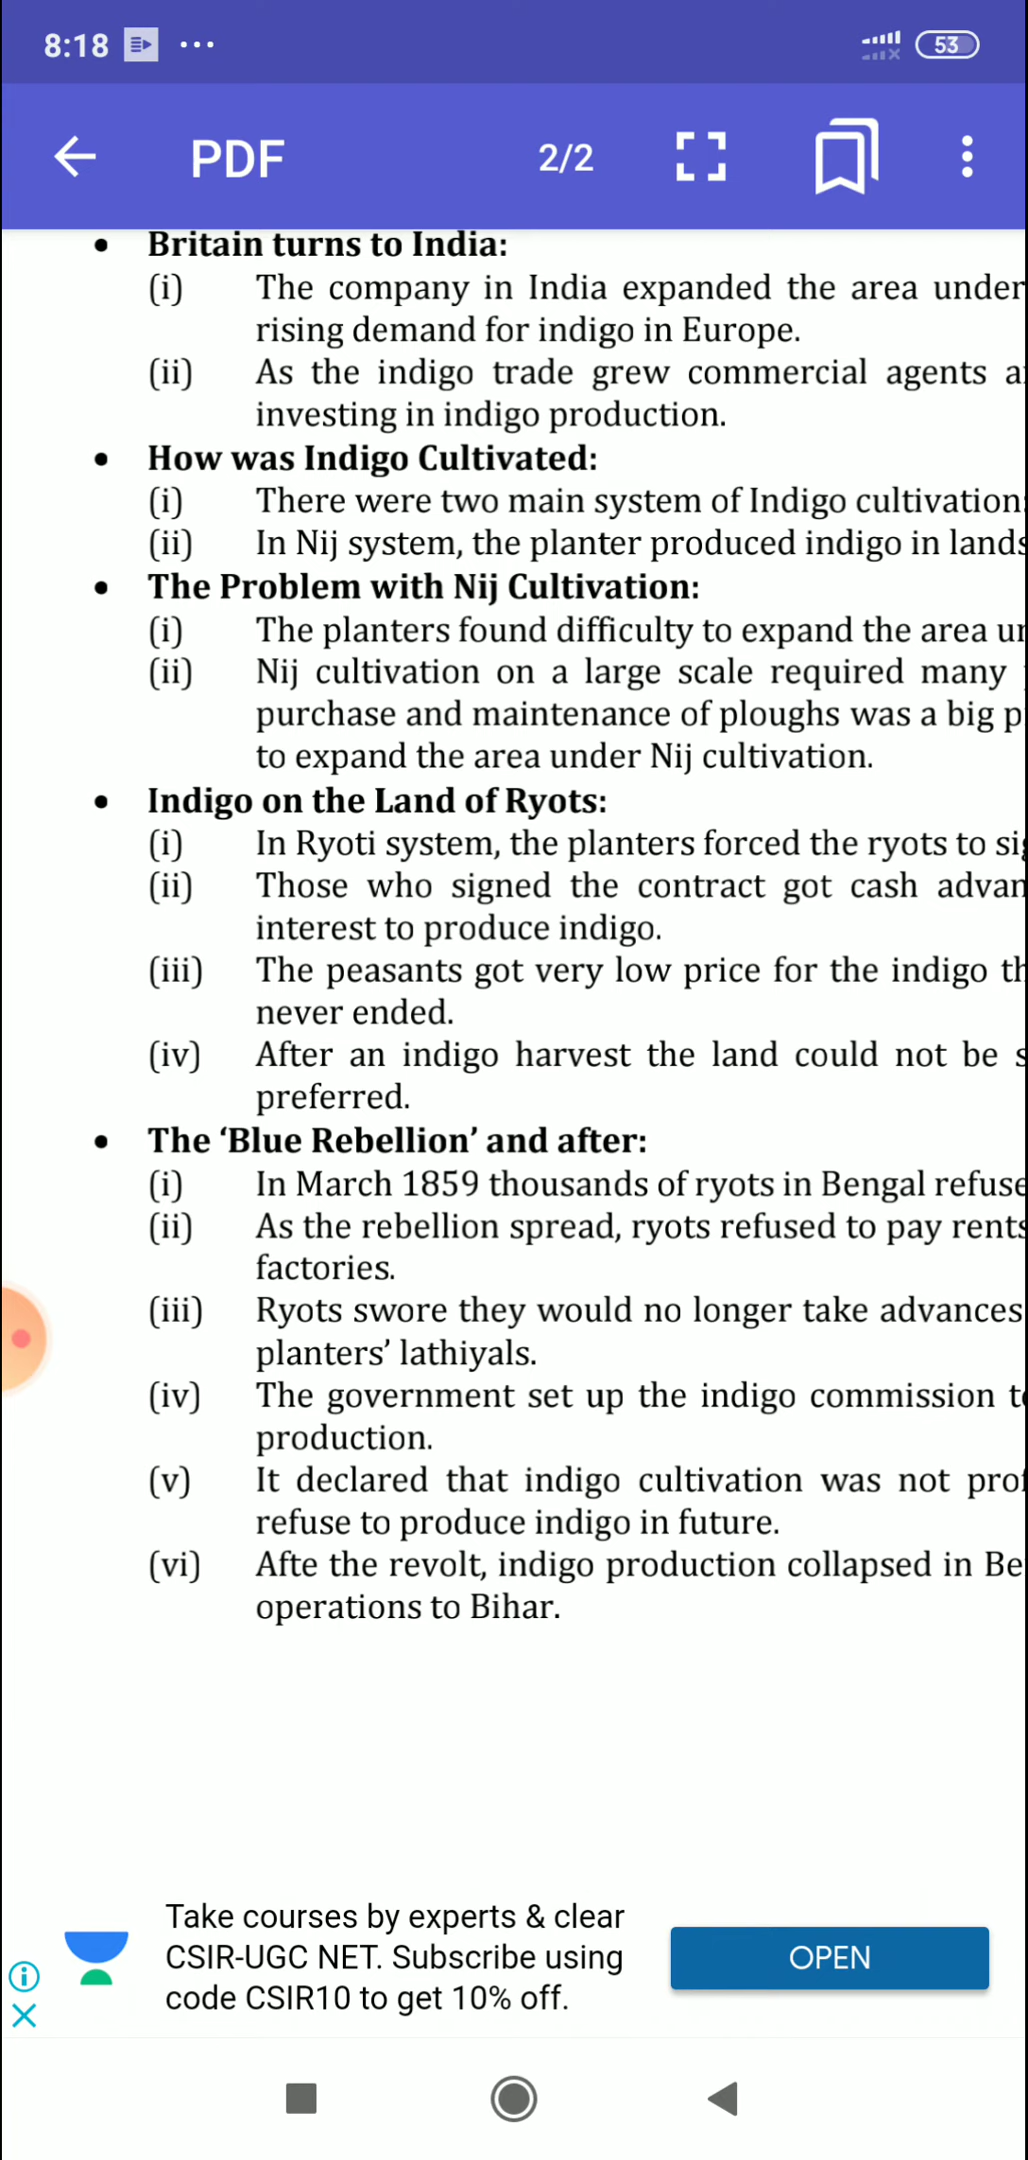 8:18
53
PDF
2/2
• Britain turns to India:
(i) The company in India expanded the area under
rising demand for indigo in Europe.
(ii) As the indigo trade grew commercial agents
investing in indigo production.
• How was Indigo Cultivated:
(i) There were two main system of Indigo cultivation
(ii) In Nij system, the planter produced indigo in lands
• The Problem with Nij Cultivation:
(i) The planters found difficulty to expand the area
(ii) Nij cultivation on a large scale required many
purchase and maintenance of ploughs was a big
to expand the area under Nij cultivation.
• Indigo on the Land of Ryots:
(i) In Ryoti system, the planters forced the ryots to
(ii) Those who signed the contract got cash
interest to produce indigo.
(iii) The peasants got very low price for the indigo
never ended.
(iv) After an indigo harvest the land could not be
preferred.
• The ‘Blue Rebellion’ and after:
(i) In March 1859 thousands of ryots in Bengal
(ii) As the rebellion spread, ryots refused to pay rents
factories.
(iii) Ryots swore they would no longer take advances
planters’ lathiyals.
(iv) The government set up the indigo commission
production.
(v) It declared that indigo cultivation was not
refuse to produce indigo in future.
(vi) Afte the revolt, indigo production collapsed in
operations to Bihar.
Take courses by experts & clear
CSIR-UGC NET. Subscribe using
code CSIR10 to get 10% off.
OPEN